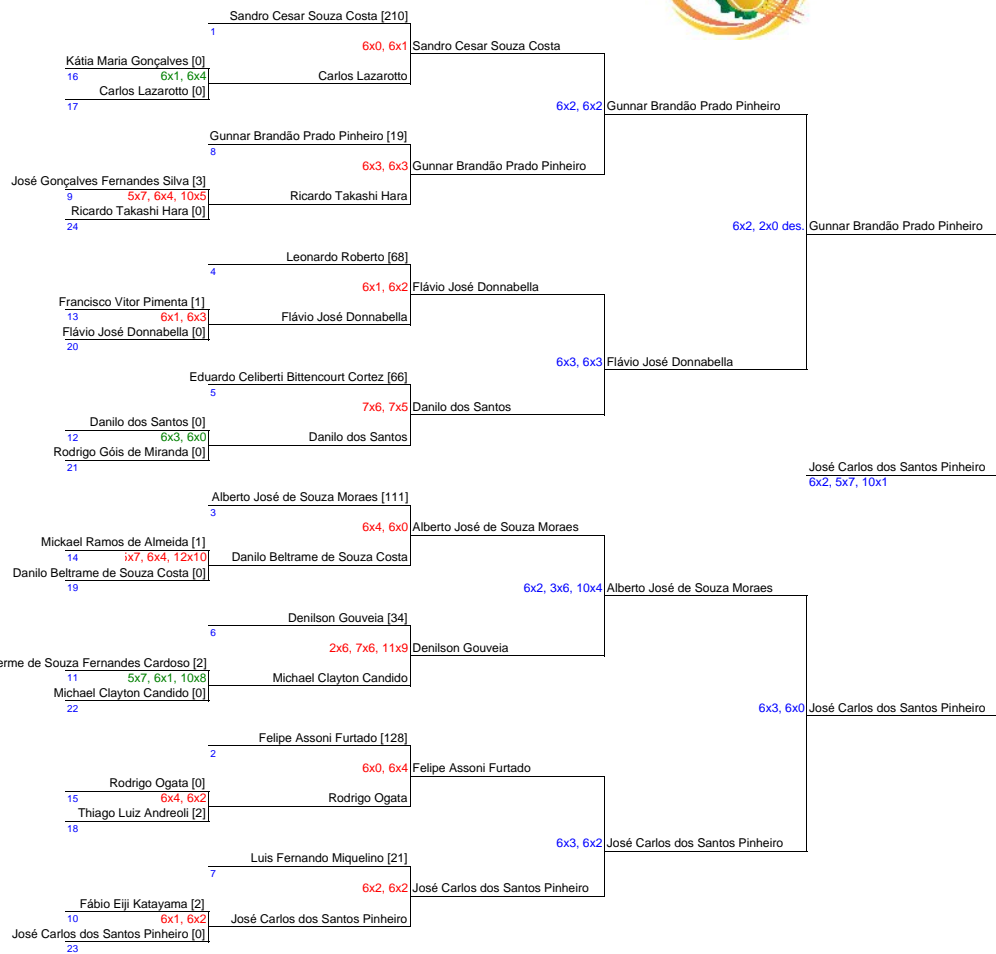 Sandro Cesar Souza Costa [210]
1
6x0, 6x1 Sandro Cesar Souza Costa
Kátia Maria Gonçalves [0]
16 6x1, 6x4
Carlos Lazarotto
Carlos Lazarotto [0]
17
6x2, 6x2 Gunnar Brandão Prado Pinheiro
Gunnar Brandão Prado Pinheiro [19]
8
6x3, 6x3 Gunnar Brandão Prado Pinheiro
José Gonçalves Fernandes Silva [3]
9 5x7, 6x4, 10x5
Ricardo Takashi Hara
Ricardo Takashi Hara [0]
24
6x2, 2x0 des. Gunnar Brandão Prado Pinheiro
Leonardo Roberto [68]
4
6x1, 6x2 Flávio José Donnabella
Francisco Vitor Pimenta [1]
13 6x1, 6x3
Flávio José Donnabella
Flávio José Donnabella [0]
20
6x3, 6x3 Flávio José Donnabella
Eduardo Celiberti Bittencourt Cortez [66]
5
7x6, 7x5 Danilo dos Santos
Danilo dos Santos [0]
12 6x3, 6x0
Danilo dos Santos
Rodrigo Góis de Miranda [0]
21
José Carlos dos Santos Pinheiro
6x2, 5x7, 10x1
Alberto José de Souza Moraes [111]
3
6x4, 6x0 Alberto José de Souza Moraes
Mickael Ramos de Almeida [1]
14 x7, 6x4, 12x10
Danilo Beltrame de Souza Costa
Danilo Beltrame de Souza Costa [0]
19
6x2, 3x6, 10x4 Alberto José de Souza Moraes
Denilson Gouveia [34]
6
2x6, 7x6, 11x9 Denilson Gouveia
erme de Souza Fernandes Cardoso [2]
11 5x7, 6x1, 10x8
Michael Clayton Candido
Michael Clayton Candido [0]
22
6x3, 6x0 José Carlos dos Santos Pinheiro
Felipe Assoni Furtado [128]
2
6x0, 6x4 Felipe Assoni Furtado
Rodrigo Ogata [0]
15 6x4, 6x2
Rodrigo Ogata
Thiago Luiz Andreoli [2]
18
6x3, 6x2 José Carlos dos Santos Pinheiro
Luis Fernando Miquelino [21]
7
6x2, 6x2 José Carlos dos Santos Pinheiro
Fábio Eiji Katayama [2]
10 6x1, 6x2
José Carlos dos Santos Pinheiro
José Carlos dos Santos Pinheiro [0]
23